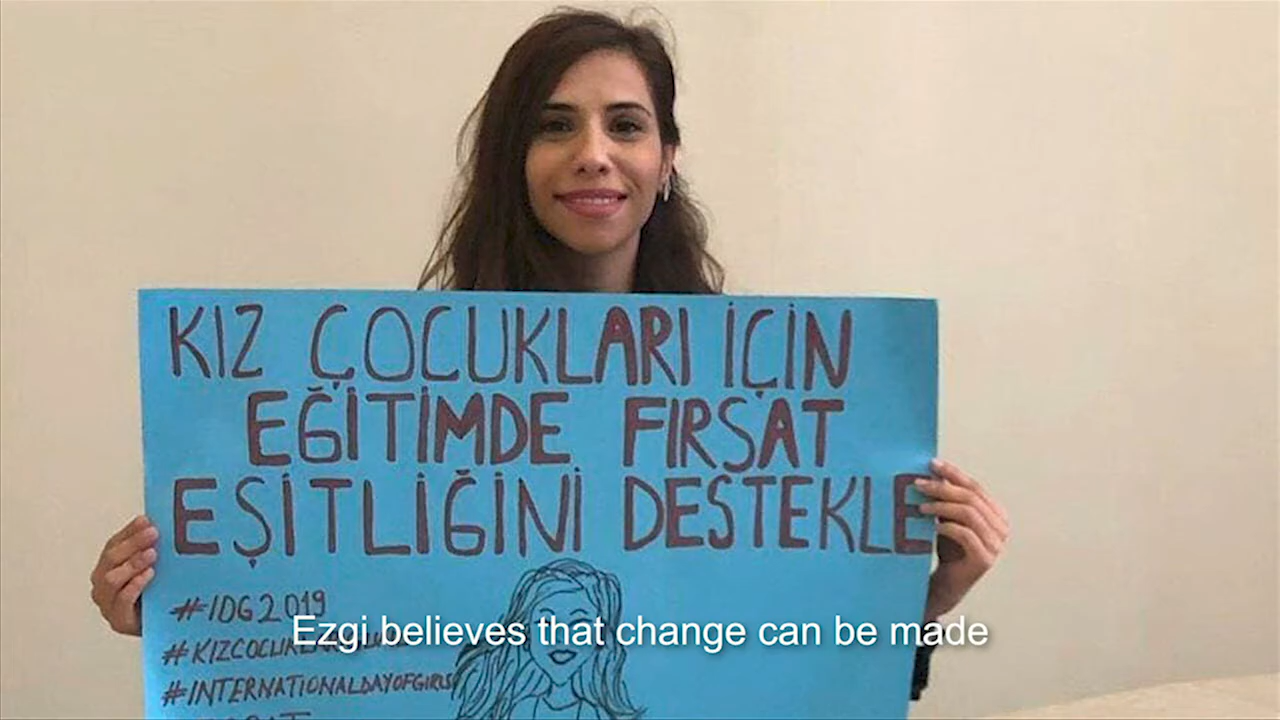 KIZ ÇOCUKLARI İÇİN
EĞİTİMDE FIRSAT
EŞİTLİĞİNİ DESTEKLE
#IDG2019
Ezgi believes that change can be made
#INTERNATIONALDAYOFGIRLS